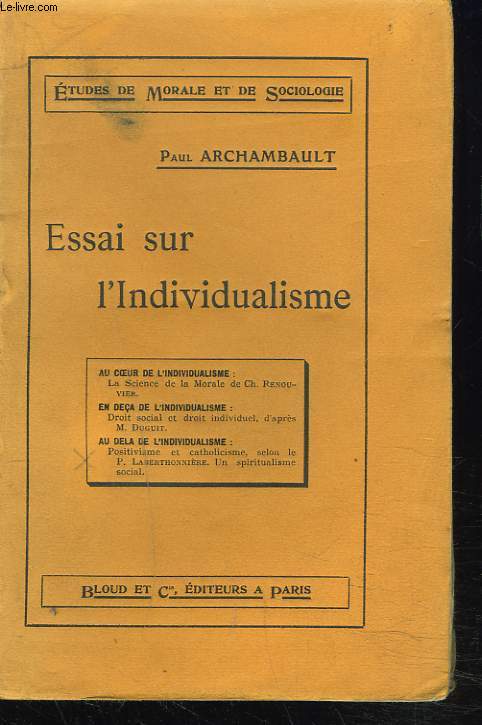 Le-livre.com
ÉTUDES DE MORALE ET DE SOCIOLOGIE
PAUL ARCHAMBAULT
Essai sur
l'Individualisme
AU CŒUR DE L'INDIVIDUALISME :
La Science de la Morale de Ch. RENOU-
VIER.
EN DEÇA DE L'INDIVIDUALISME :
Droit social et droit individuel, d'après
M. DUGUIT.
AU DELA DE L'INDIVIDUALISME :
Positivisme et catholicisme, selon le
P. LABERTHONNIÈRE. Un spiritualisme
social.
BLOUD ET Cie, ÉDITEURS A PARIS